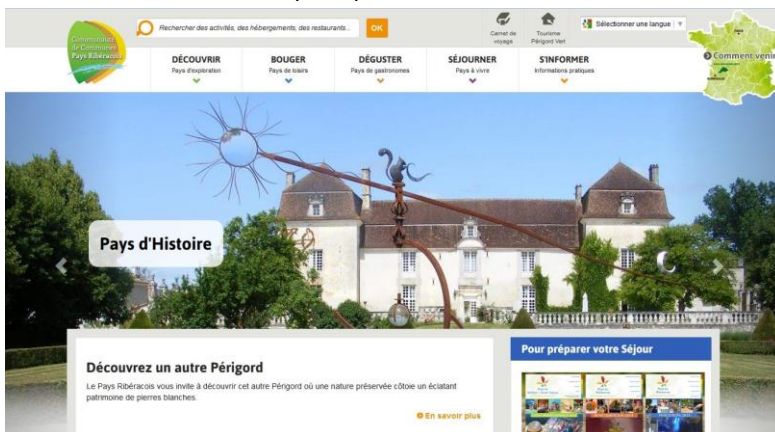 Communauté
de Communes
Pays Ribéracois
Rechercher des activités, des hébergements, des restaurants...
OK
Carnet de
voyage
Tourisme
Périgord Vert
Sélectionner une langue
Comment venir
DÉCOUVRIR
Pays d'exploration
BOUGER
Pays de loisirs
DÉGUSTER
Pays de gastronomes
SÉJOURNER
Pays à vivre
S'INFORMER
Informations pratiques
Pays d'Histoire
Découvrez un autre Périgord
Le Pays Ribéracois vous invite à découvrir cet autre Périgord où une nature préservée côtoie un éclatant
patrimoine de pierres blanches.
En savoir plus
Pour préparer votre Séjour